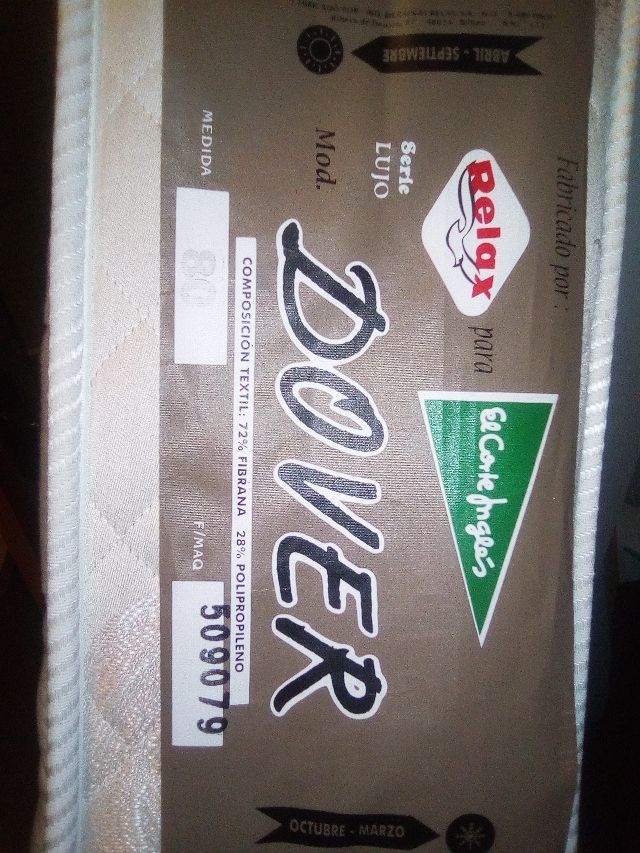 Fabricado por:
Relax
para
El Corte Inglés
Serie
LUJO
Mod.
DOVER
COMPOSICIÓN TEXTIL: 72% FIBRANA 28% POLIPROPILENO
MEDIDA
80
F/MAQ
509079
ABRIL - SEPTIEMBRE
OCTUBRE - MARZO